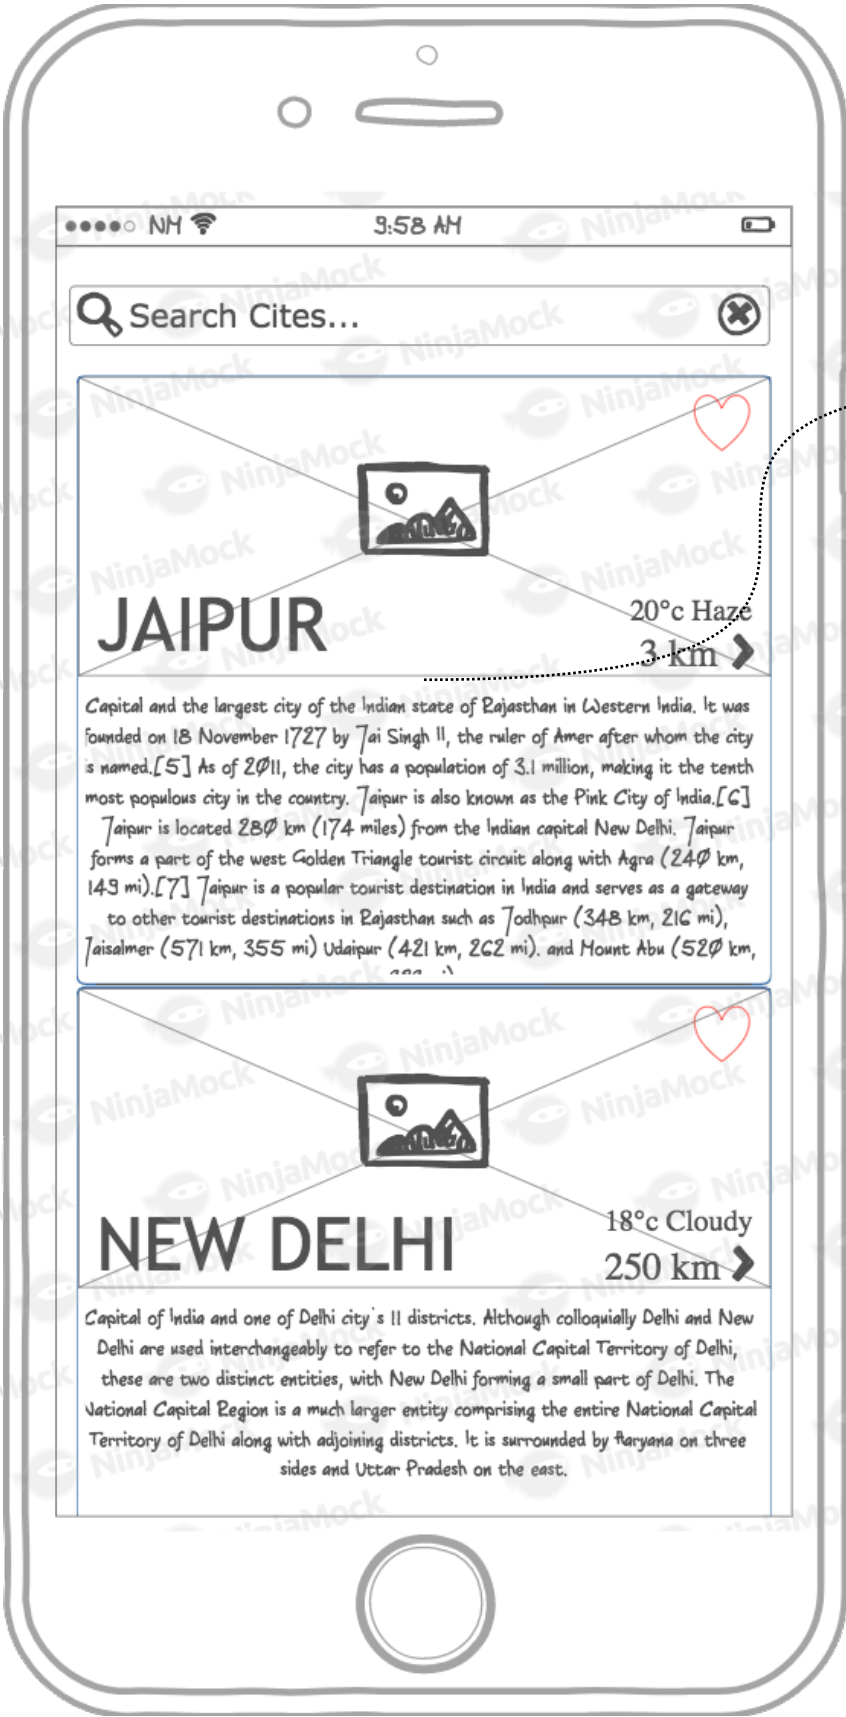 NM 9:58 AM
Search Cites...
JAIPUR
20°c Haze
3 km
Capital and the largest city of the Indian state of Rajasthan in Western India. It was
founded on 18 November 1727 by Jai Singh II, the ruler of Amer after whom the city
s named.[5] As of 2011, the city has a population of 3.1 million, making it the tenth
most populous city in the country. Jaipur is also known as the Pink City of India.[6]
Jaipur is located 280 km (174 miles) from the Indian capital New Delhi. Jaipur
forms a part of the west Golden Triangle tourist circuit along with Agra (240 km,
149 mi).[7] Jaipur is a popular tourist destination in India and serves as a gateway
to other tourist destinations in Rajasthan such as Jodhpur (348 km, 216 mi),
Jaisalmer (571 km, 355 mi) Udaipur (421 km, 262 mi). and Mount Abu (520 km,
NEW DELHI
18°c Cloudy
250 km
Capital of India and one of Delhi city's 11 districts. Although colloquially Delhi and New
Delhi are used interchangeably to refer to the National Capital Territory of Delhi,
these are two distinct entities, with New Delhi forming a small part of Delhi. The
National Capital Region is a much larger entity comprising the entire National Capital
Territory of Delhi along with adjoining districts. It is surrounded by Haryana on three
sides and Uttar Pradesh on the east.
NinjaMock